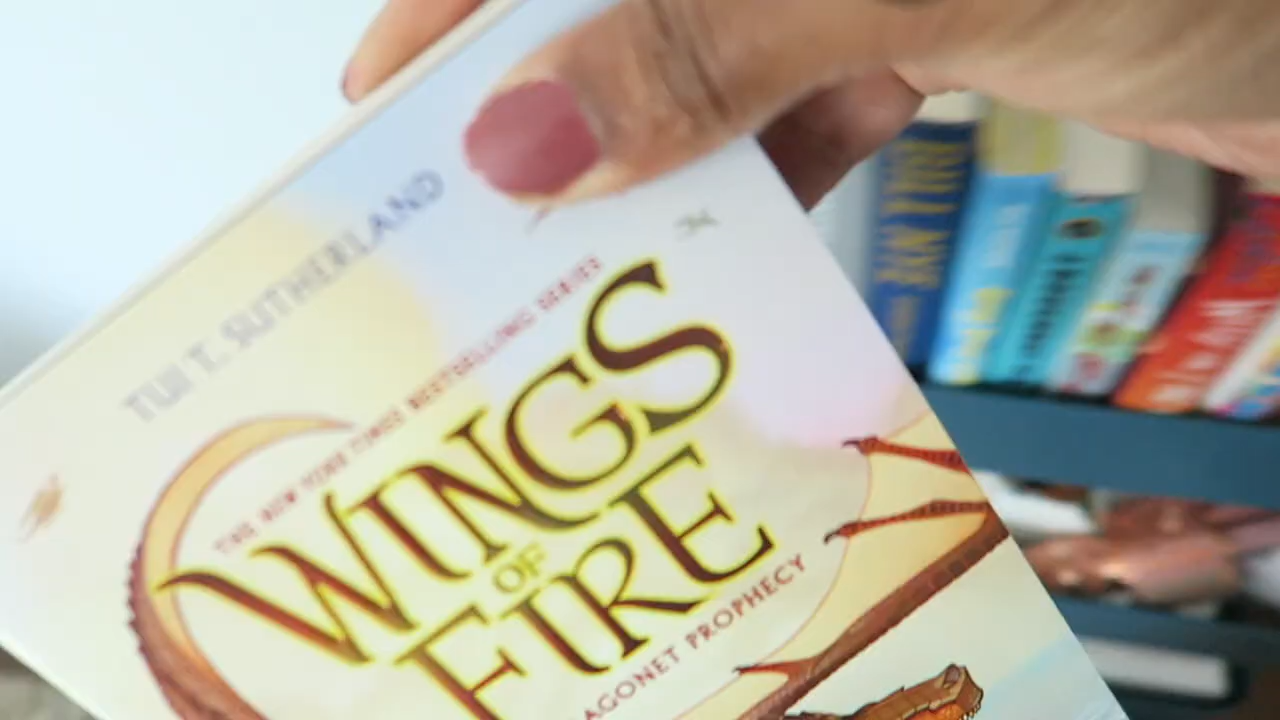 TUI T. SUTHERLAND
THE NEW YORK TIMES BESTSELLING SERIES
WINGS
OF
FIRE
AGONET PROPHECY